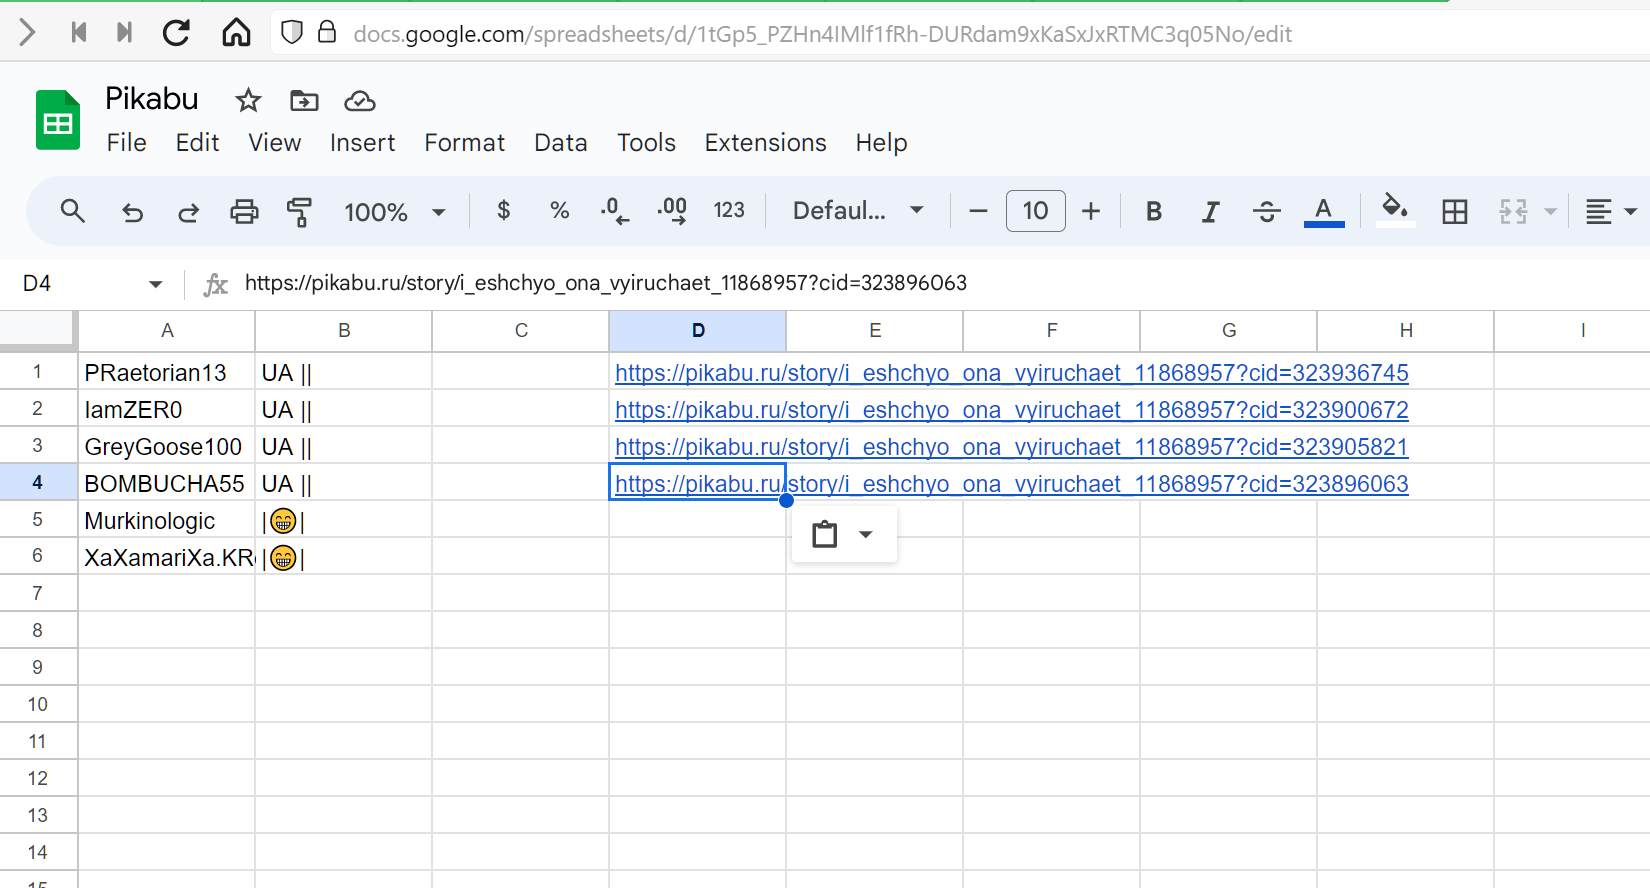 docs.google.com/spreadsheets/d/1tGp5_PZHn4IMlf1fRh-DURdam9xKaSxJxRTMC3q05No/edit
Pikabu
File Edit View Insert Format Data Tools Extensions Help
100% $ % .0 .00 123 Defaul... 10 B I S A
D4 fx https://pikabu.ru/story/i_eshchyo_ona_vyiruchaet_11868957?cid=323896063
A B C D E F G H I
1 PRaetorian13 UA || https://pikabu.ru/story/i_eshchyo_ona_vyiruchaet_11868957?cid=323936745
2 IamZER0 UA || https://pikabu.ru/story/i_eshchyo_ona_vyiruchaet_11868957?cid=323900672
3 GreyGoose100 UA || https://pikabu.ru/story/i_eshchyo_ona_vyiruchaet_11868957?cid=323905821
4 BOMBUCHA55 UA || https://pikabu.ru/story/i_eshchyo_ona_vyiruchaet_11868957?cid=323896063
5 Murkinologic |😁|
6 XaXamariXa.KR |😁|
7
8
9
10
11
12
13
14
15